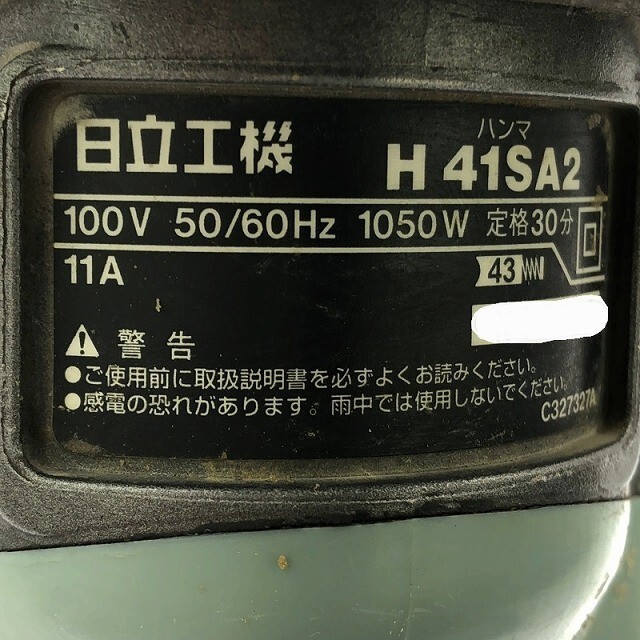 日立工機
ハンマ
H 41SA2
100V 50/60Hz 1050W 定格30分
11A
43
警告
●ご使用前に取扱説明書を必ずよくお読みください。
●感電の恐れがあります。雨中では使用しないでください。
C327327A